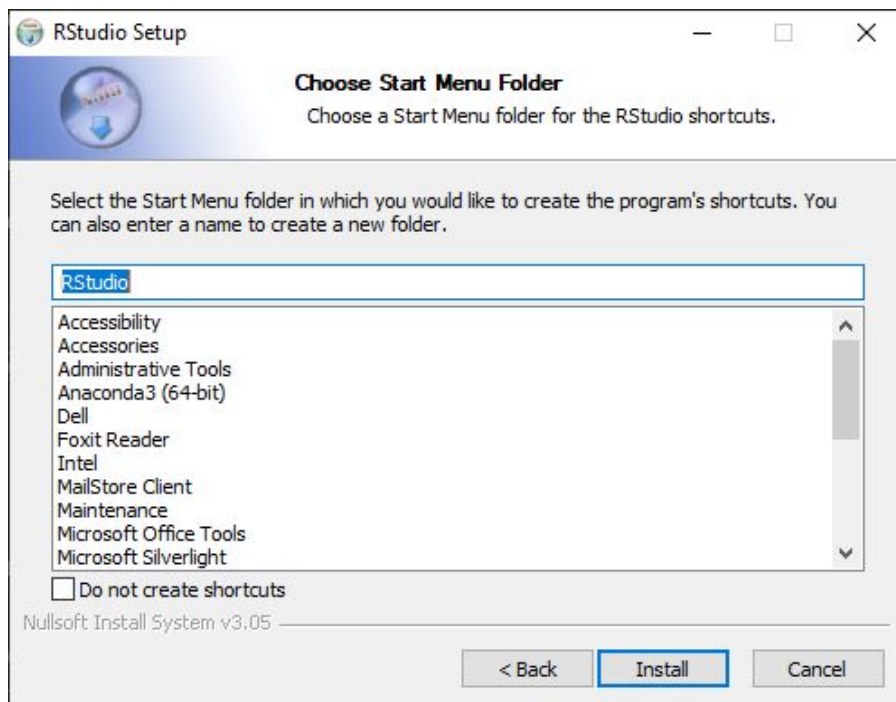 RStudio Setup
Choose Start Menu Folder
Choose a Start Menu folder for the RStudio shortcuts.
Select the Start Menu folder in which you would like to create the program's shortcuts. You
can also enter a name to create a new folder.
RStudio
Accessibility
Accessories
Administrative Tools
Anaconda3 (64-bit)
Dell
Foxit Reader
Intel
MailStore Client
Maintenance
Microsoft Office Tools
Microsoft Silverlight
Do not create shortcuts
Nullsoft Install System v3.05
< Back
Install
Cancel